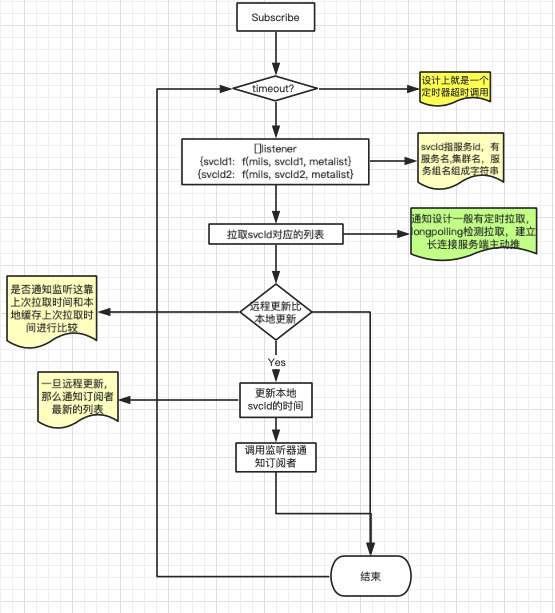 Subscribe
timeout?
设计上就是一个
定时器超时调用
[]listener
{svcId1: f(mils, svcId1, metalist}
{svcId2: f(mils, svcId2, metalist}
svcId指服务id，有
服务名,集群名，服
务组名组成字符串
拉取svcId对应的列表
通知设计一般有定时拉取，
longpolling检测拉取，建立
长连接服务端主动推
是否通知监听这靠
上次拉取时间和本
地缓存上次拉取时
间进行比较
远程更新比
本地更新
Yes
一旦远程更新，
那么通知订阅者
最新的列表
更新本地
svcId的时间
调用监听器通
知订阅者
结束